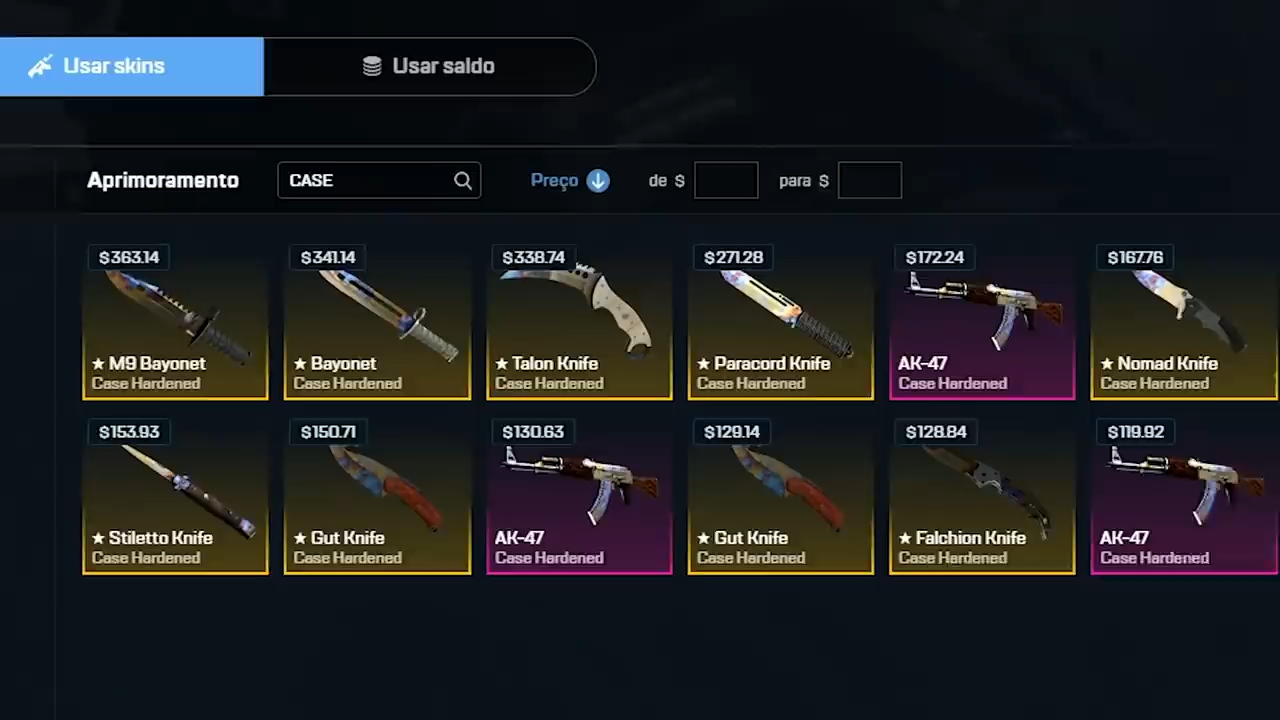 Usar skins
Usar saldo
Aprimoramento
CASE
Preço
de $
para $
$363.14
★ M9 Bayonet
Case Hardened
$341.14
★ Bayonet
Case Hardened
$338.74
★ Talon Knife
Case Hardened
$271.28
★ Paracord Knife
Case Hardened
$172.24
AK-47
Case Hardened
$167.76
★ Nomad Knife
Case Hardened
$153.93
★ Stiletto Knife
Case Hardened
$150.71
★ Gut Knife
Case Hardened
$130.63
AK-47
Case Hardened
$129.14
★ Gut Knife
Case Hardened
$128.84
★ Falchion Knife
Case Hardened
$119.92
AK-47
Case Hardened